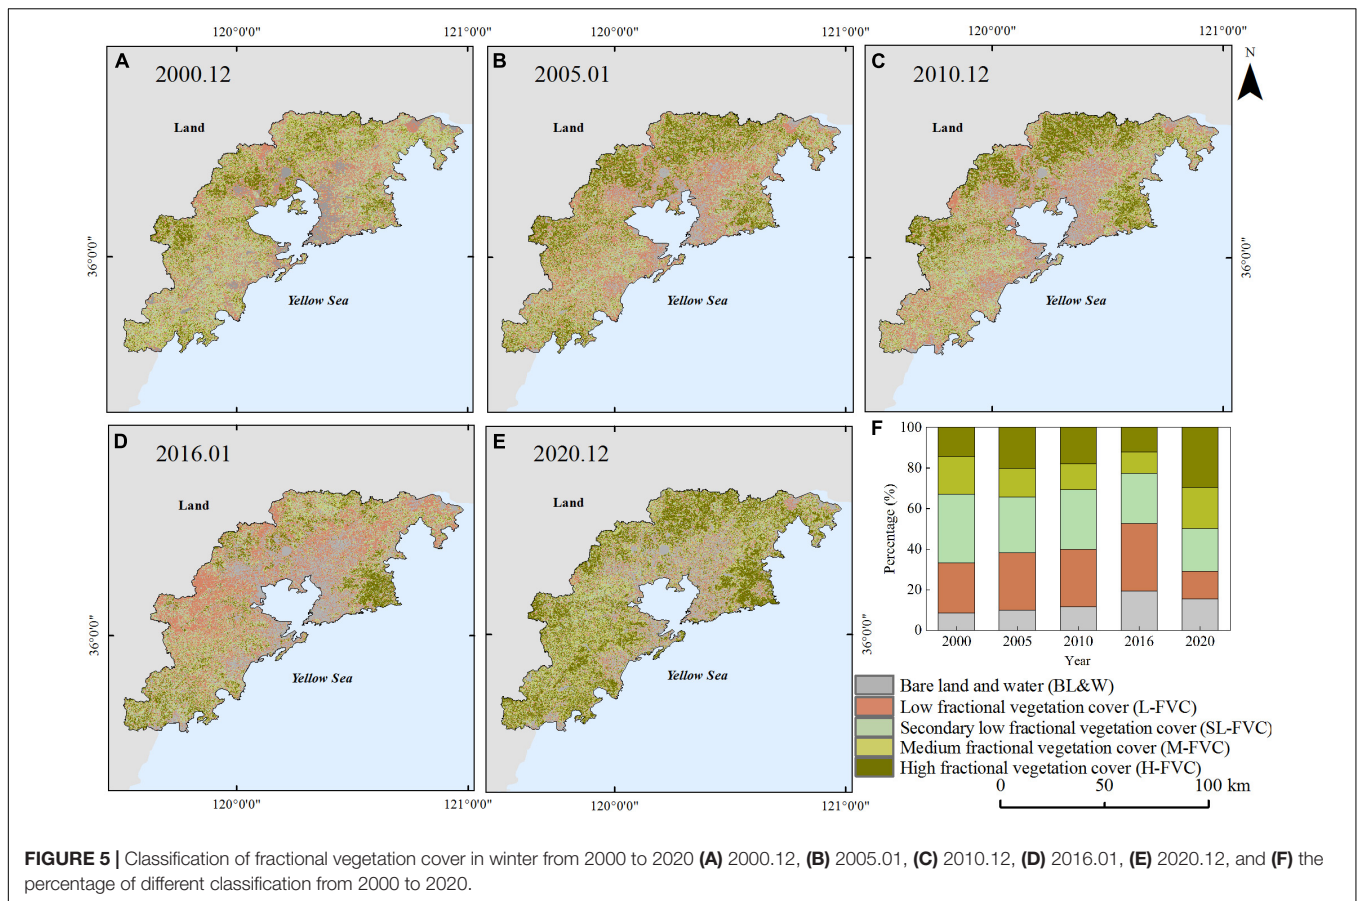 120°0'0"
121°0'0"
120°0'0"
121°0'0"
120°0'0"
121°0'0"
A
2000.12
Land
Yellow Sea
36°0'0"
B
2005.01
Land
Yellow Sea
C
2010.12
Land
Yellow Sea
N
36°0'0"
D
2016.01
Land
Yellow Sea
36°0'0"
120°0'0"
121°0'0"
E
2020.12
Land
Yellow Sea
36°0'0"
120°0'0"
121°0'0"
F
100
80
60
40
20
0
Percentage (%)
2000 2005 2010 2016 2020
Year
Bare land and water (BL&W)
Low fractional vegetation cover (L-FVC)
Secondary low fractional vegetation cover (SL-FVC)
Medium fractional vegetation cover (M-FVC)
High fractional vegetation cover (H-FVC)
0 50 100 km
FIGURE 5 | Classification of fractional vegetation cover in winter from 2000 to 2020 (A) 2000.12, (B) 2005.01, (C) 2010.12, (D) 2016.01, (E) 2020.12, and (F) the
percentage of different classification from 2000 to 2020.